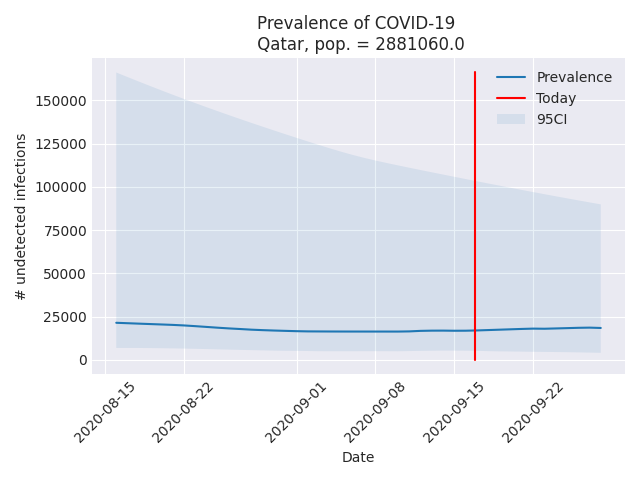 Prevalence of COVID-19
Qatar, pop. = 2881060.0
Prevalence
Today
95CI
150000
125000
100000
75000
50000
25000
0
# undetected infections
2020-08-15
2020-08-22
2020-09-01
2020-09-08
2020-09-15
2020-09-22
Date